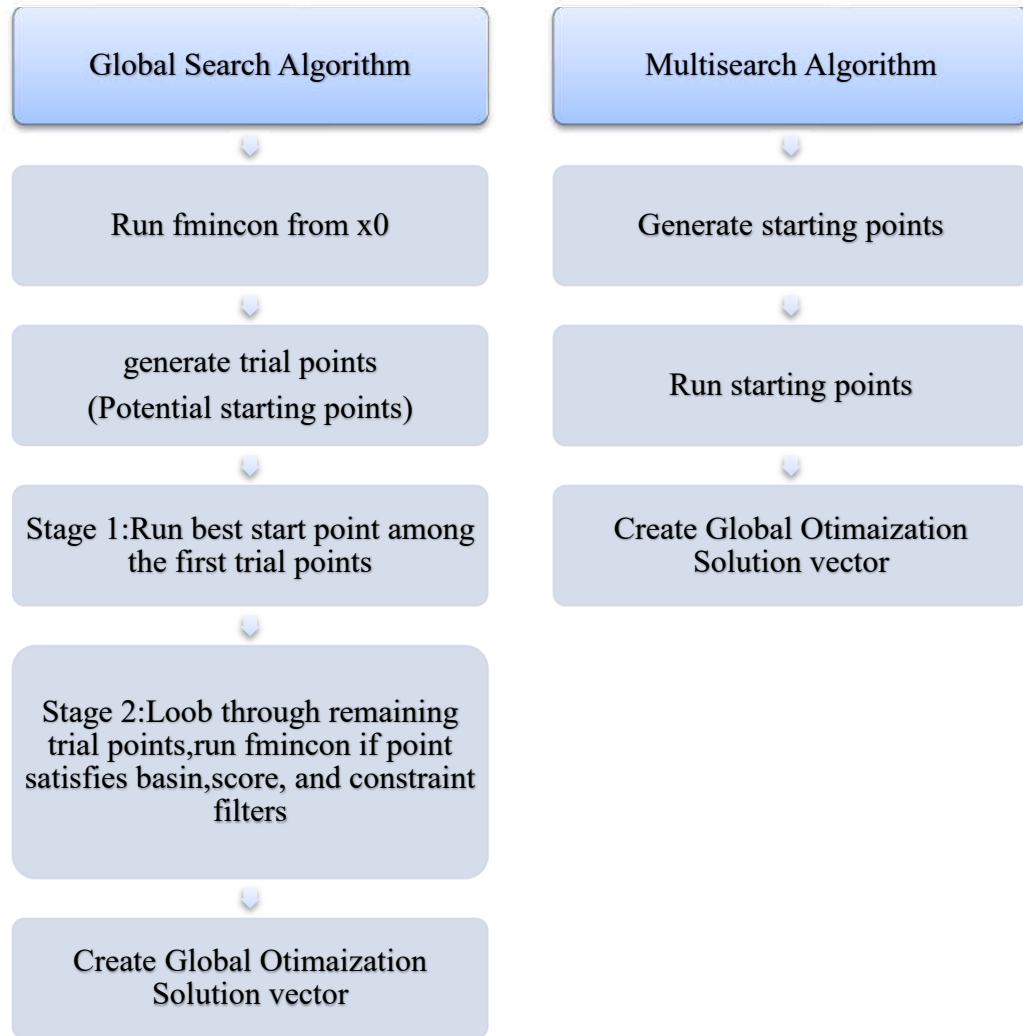 Global Search Algorithm
Run fmincon from x0
generate trial points
(Potential starting points)
Stage 1:Run best start point among
the first trial points
Stage 2:Loob through remaining
trial points,run fmincon if point
satisfies basin,score, and constraint
filters
Create Global Otimaization
Solution vector
Multisearch Algorithm
Generate starting points
Run starting points
Create Global Otimaization
Solution vector